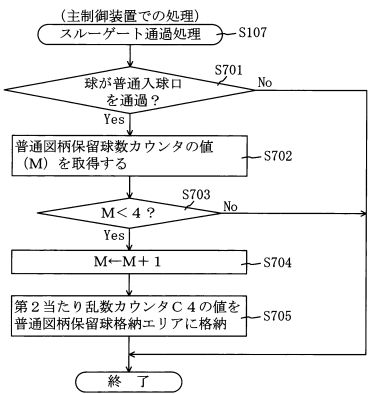 (主制御装置での処理)
スルーゲート通過処理
S107
球が普通入球口
を通過?
S701
No
Yes
普通図柄保留球数カウンタの値
(M)を取得する
S702
M<4?
S703
No
Yes
M←M+1
S704
第2当たり乱数カウンタC4の値を
普通図柄保留球格納エリアに格納
S705
終 了